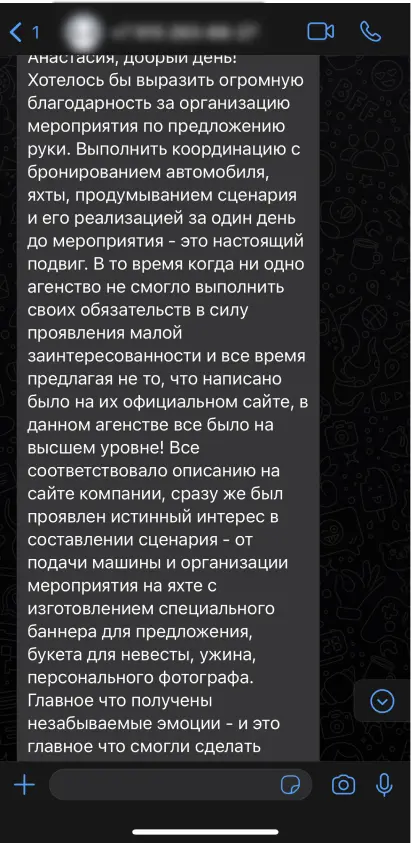 1
Анастасия, добрый день!
Хотелось бы выразить огромную
благодарность за организацию
мероприятия по предложению
руки. Выполнить координацию с
бронированием автомобиля,
яхты, продумыванием сценария
и его реализацией за один день
до мероприятия - это настоящий
подвиг. В то время когда ни одно
агенство не смогло выполнить
своих обязательств в силу
проявления малой
заинтересованности и все время
предлагая не то, что написано
было на их официальном сайте, в
данном агенстве все было на
высшем уровне! Все
соответствовало описанию на
сайте компании, сразу же был
проявлен истинный интерес в
составлении сценария - от
подачи машины и организации
мероприятия на яхте с
изготовлением специального
баннера для предложения,
букета для невесты, ужина,
персонального фотографа.
Главное что получены
незабываемые эмоции - и это
главное что смогли сделать